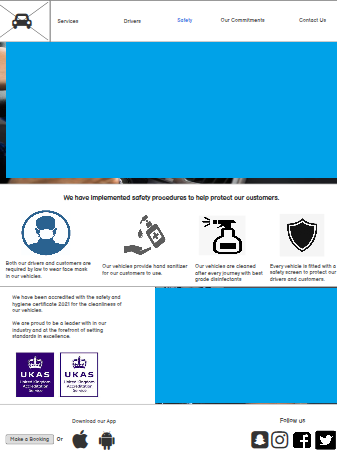 Services Drivers Safety Our Commitments Contact Us
We have implemented safety procedures to help protect our customers.
Both our drivers and customers are
required by law to wear face mask
in our vehicles.
Our vehicles provide hand sanitizer
for our customers to use.
Our vehicles are cleaned
after every journey with best
grade disinfectants
Every vehicle is fitted with a
safety screen to protect our
drivers and customers.
We have been accredited with the safety and
hygiene certificate 2021 for the cleanliness of
our vehicles.
We are proud to be a leader with in our
industry and at the forefront of setting
standards in excellence.
UKAS
United Kingdom
Accreditation
Service
UKAS
United Kingdom
Accreditation
Service
Download our App
Follow us
Make a Booking Or